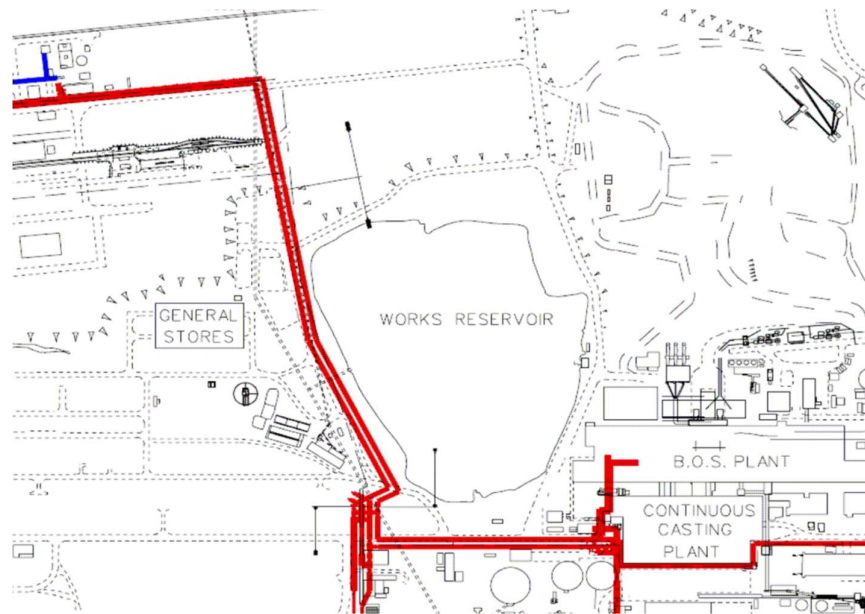 GENERAL
STORES
WORKS RESERVOIR
B.O.S. PLANT
CONTINUOUS
CASTING
PLANT